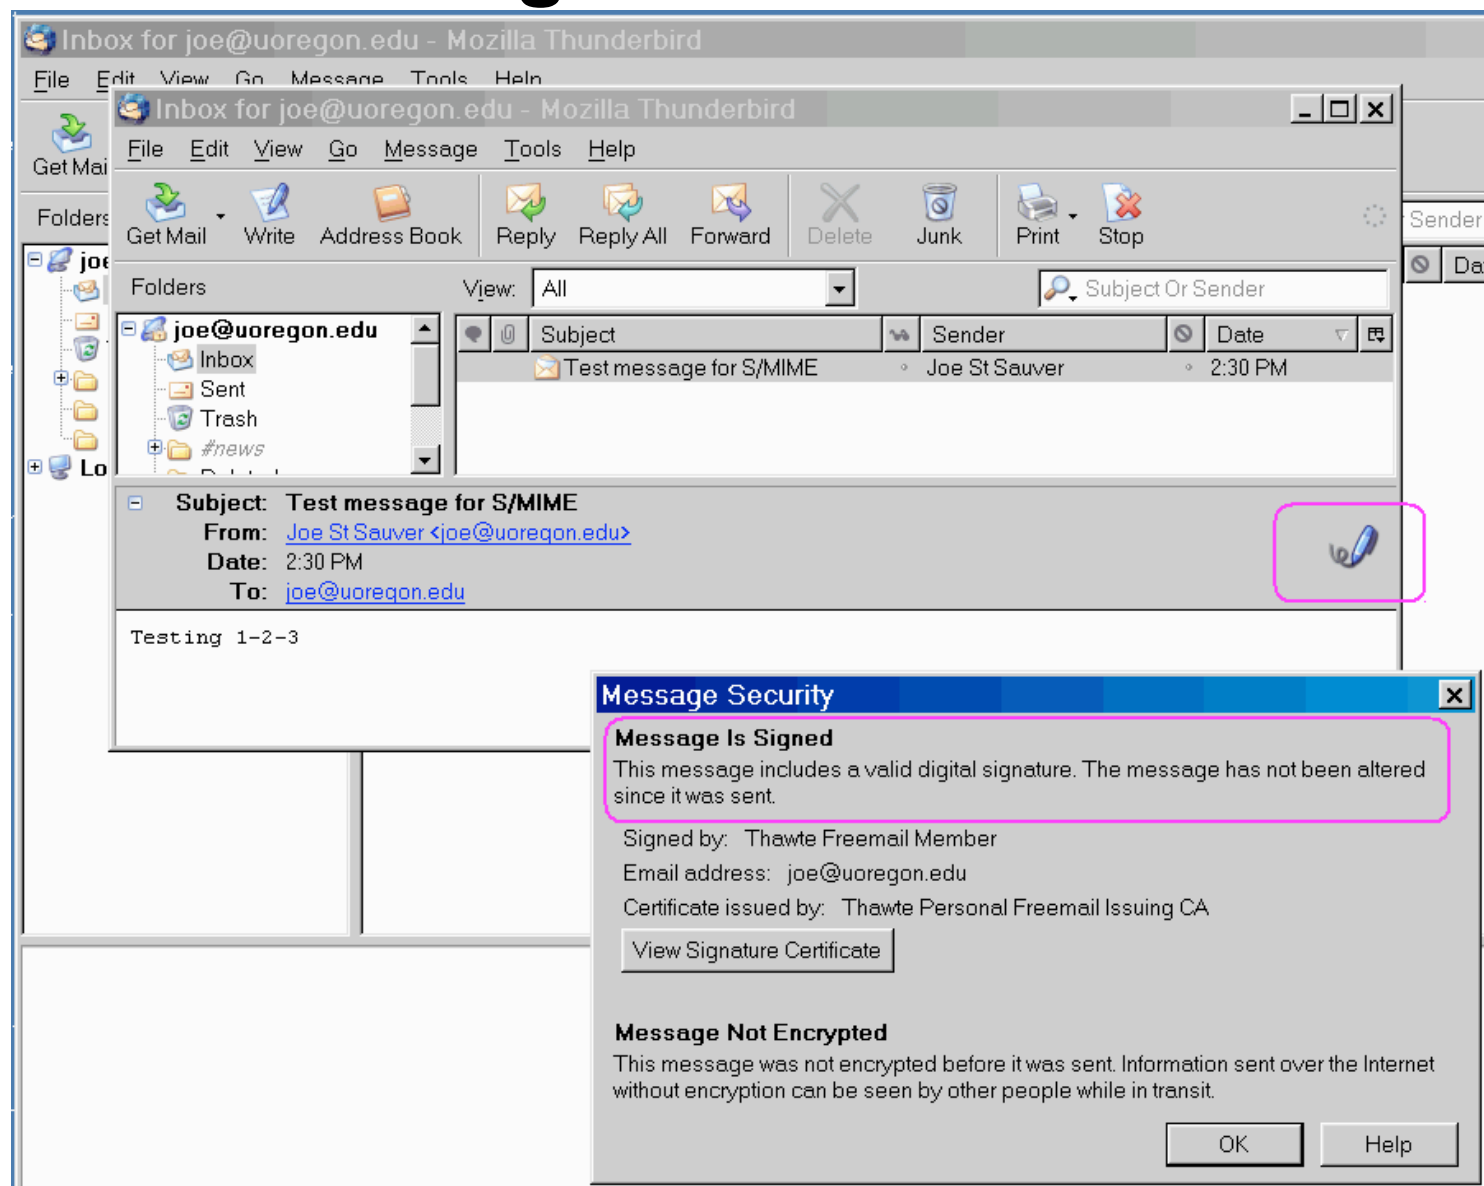 Inbox for joe@uoregon.edu - Mozilla Thunderbird
File Edit View Go Message Tools Help
Get Mai
Folders
joe
Lo
Sender
Da
Inbox for joe@uoregon.edu - Mozilla Thunderbird
File Edit View Go Message Tools Help
Get Mail Write Address Book Reply Reply All Forward Delete Junk Print Stop
Folders View: All Subject Or Sender
joe@uoregon.edu
Inbox
Sent
Trash
#news
Subject Sender Date
Test message for S/MIME Joe St Sauver 2:30 PM
Subject: Test message for S/MIME
From: Joe St Sauver <joe@uoregon.edu>
Date: 2:30 PM
To: joe@uoregon.edu
Testing 1-2-3
Message Security
Message Is Signed
This message includes a valid digital signature. The message has not been altered
since it was sent.
Signed by: Thawte Freemail Member
Email address: joe@uoregon.edu
Certificate issued by: Thawte Personal Freemail Issuing CA
View Signature Certificate
Message Not Encrypted
This message was not encrypted before it was sent. Information sent over the Internet
without encryption can be seen by other people while in transit.
OK Help